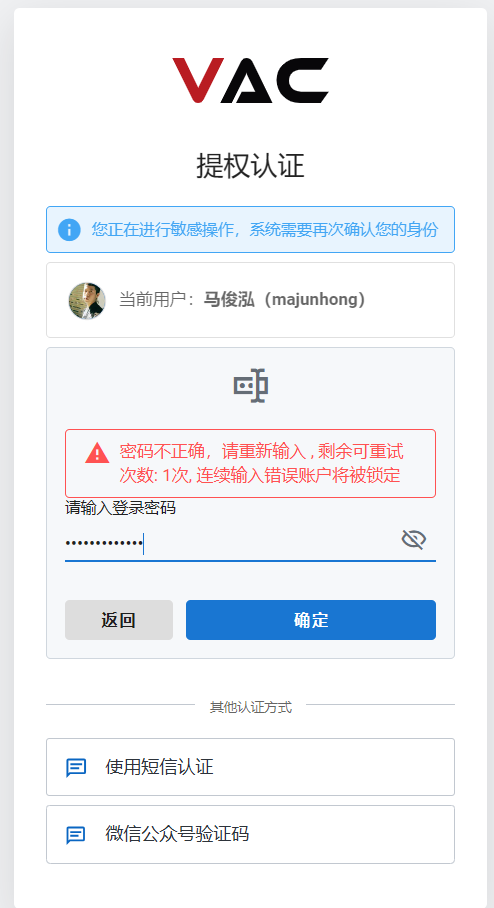 VAC
提权认证
您正在进行敏感操作，系统需要再次确认您的身份
当前用户：马俊泓（majunhong）
密码不正确，请重新输入 , 剩余可重试
次数: 1次, 连续输入错误账户将被锁定
请输入登录密码
•••••••••••••
返回
确定
其他认证方式
使用短信认证
微信公众号验证码